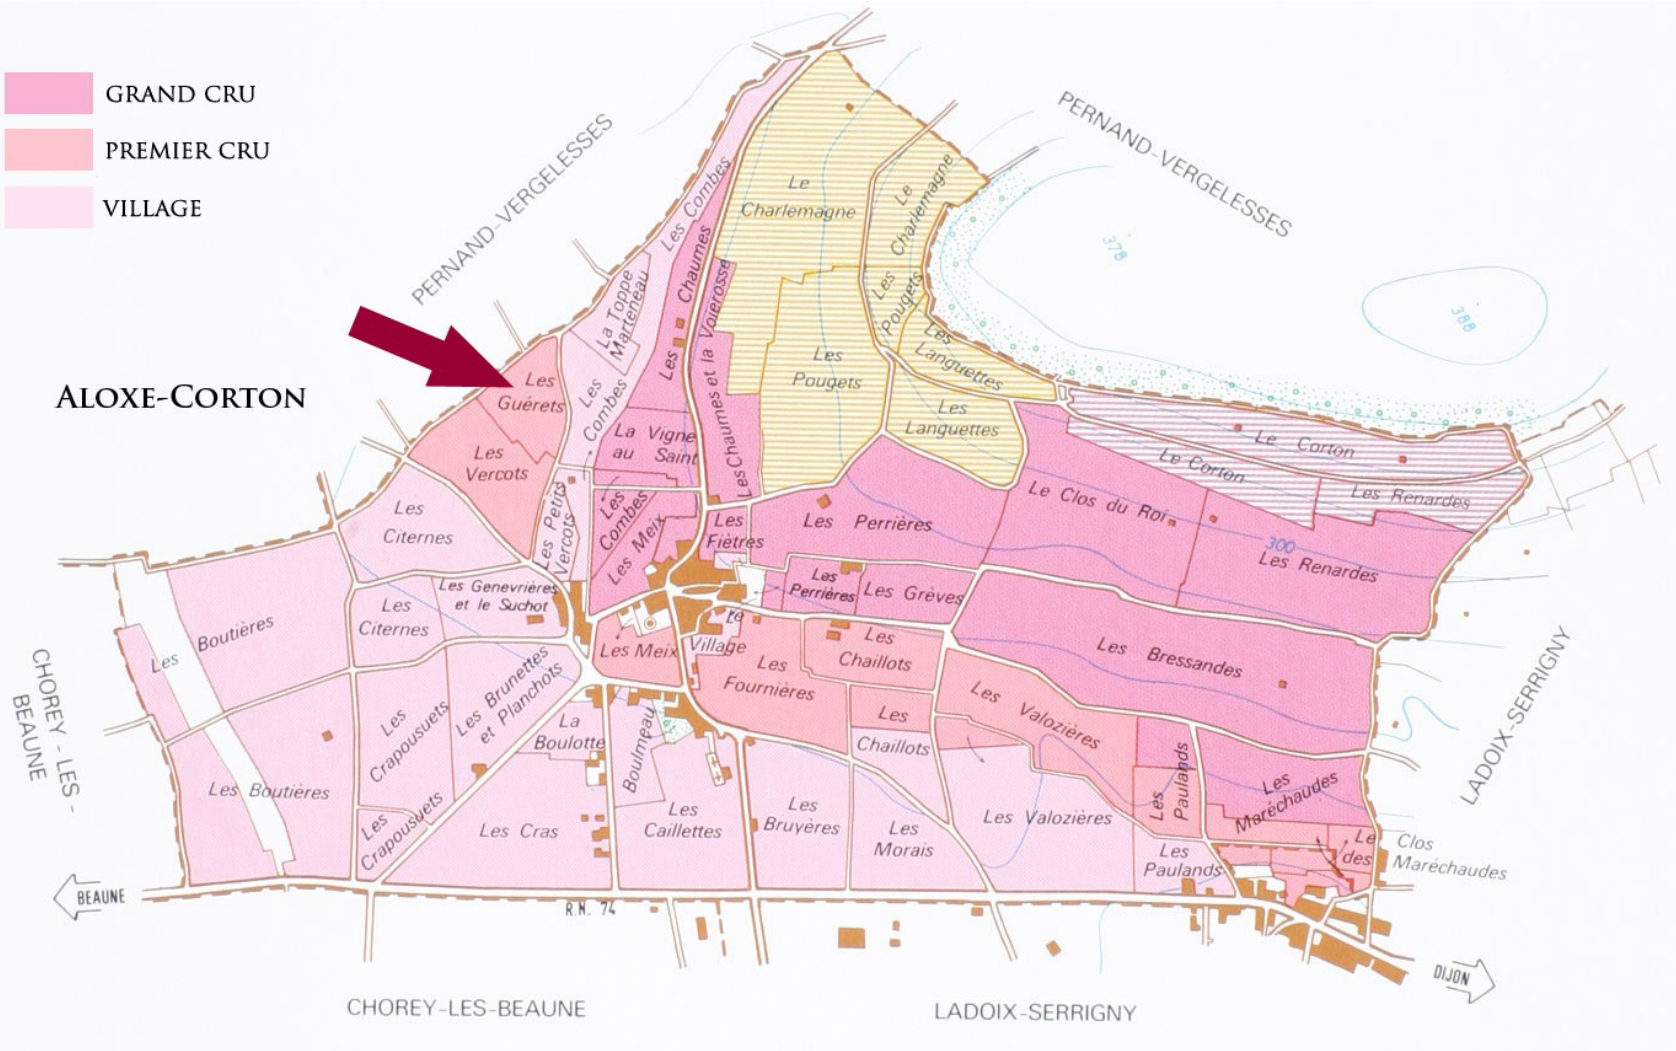 GRAND CRU
PREMIER CRU
VILLAGE
PERNAND-VERGELESSES
PERNAND-VERGELESSES
ALOXE-CORTON
Le
Charlemagne
Le
Charlemagne
Les Combes
Les Chaumes
La Toppe
Marteneau
Les Chaumes et la Voierosse
Les
Pougets
Les
Pougets
Les
Languettes
Les
Languettes
378
388
Les
Guérets
Les
Combes
Les
Vercots
La Vigne
au Saint
Le Corton
Le Corton
Les Renardes
Les
Citernes
Les Petits
Vercots
Les
Combes
Les Meix
Les
Fiètres
Les Perrières
Le Clos du Roi
300
Les Renardes
Les Genevrières
et le Suchot
Les
Citernes
Les
Perrières
Les Grèves
Les Boutières
Les Meix
Le
Village
Les
Fournières
Les
Chaillots
Les Bressandes
CHOREY-LES-
BEAUNE
Les
Crapousuets
Les Brunettes
et Planchots
La
Boulotte
Boulmeau
Les
Chaillots
Les Valozières
Les
Paulands
Les
Maréchaudes
LADOIX-SERRIGNY
Les Boutières
Les
Crapousuets
Les Cras
Les
Caillettes
Les
Bruyères
Les
Morais
Les Valozières
Les
Paulands
Le Clos
des Maréchaudes
BEAUNE
R.N. 74
DIJON
CHOREY-LES-BEAUNE
LADOIX-SERRIGNY